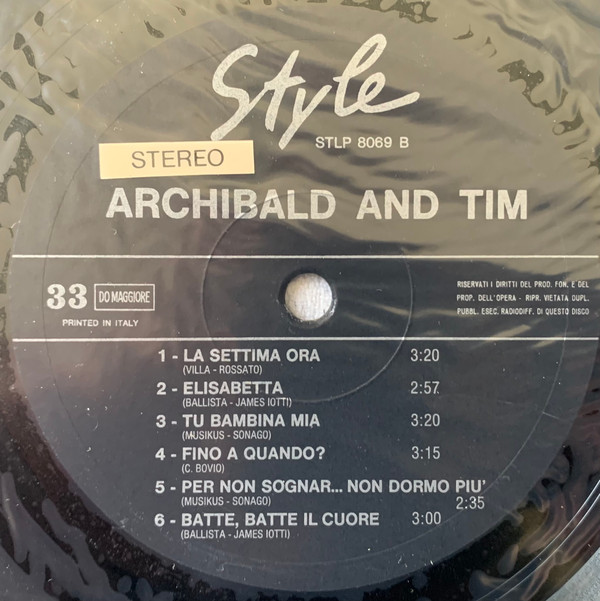 Style
STLP 8069 B
STEREO
ARCHIBALD AND TIM
33 DO MAGGIORE
PRINTED IN ITALY
RISERVATI I DIRITTI DEL PROD. FON. E DEL
PROP. DELL'OPERA - RIPR. VIETATA DUPL.
PUBBL. ESEC. RADIODIFF. DI QUESTO DISCO
1 - LA SETTIMA ORA 3:20
(VILLA - ROSSATO)
2 - ELISABETTA 2:57
(BALLISTA - JAMES IOTTI)
3 - TU BAMBINA MIA 3:20
(MUSIKUS - SONAGO)
4 - FINO A QUANDO? 3:15
(C. BOVIO)
5 - PER NON SOGNAR... NON DORMO PIU'
(MUSIKUS - SONAGO) 2:35
6 - BATTE, BATTE IL CUORE 3:00
(BALLISTA - JAMES IOTTI)